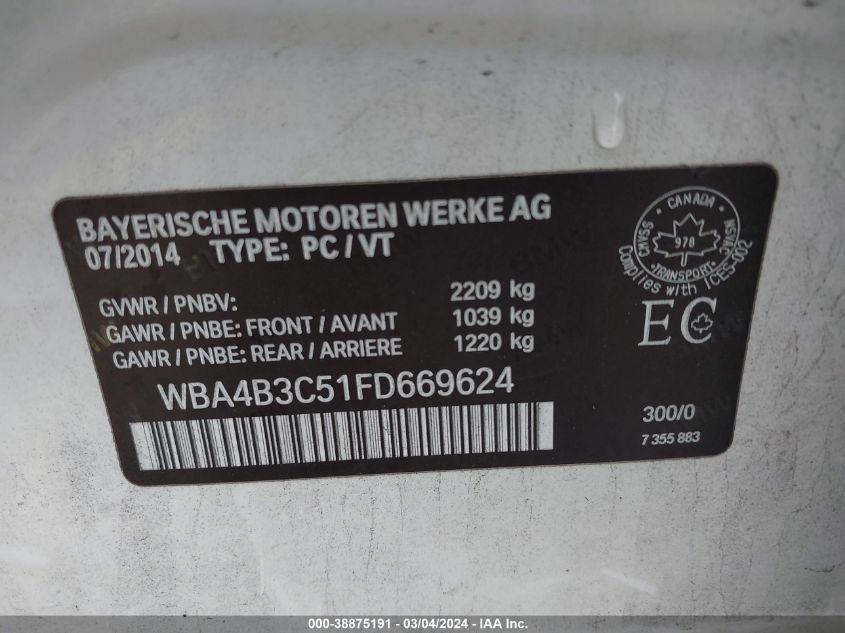 BAYERISCHE MOTOREN WERKE AG
07/2014 TYPE: PC / VT
GVWR / PNBV: 2209 kg
GAWR / PNBE: FRONT / AVANT 1039 kg
GAWR / PNBE: REAR / ARRIERE 1220 kg
WBA4B3C51FD669624
CANADA
978
TRANSPORT
CMVSS
NSVAC
Complies with ICES-002
EC
300/0
7 355 883
000-38875191 - 03/04/2024 - IAA Inc.